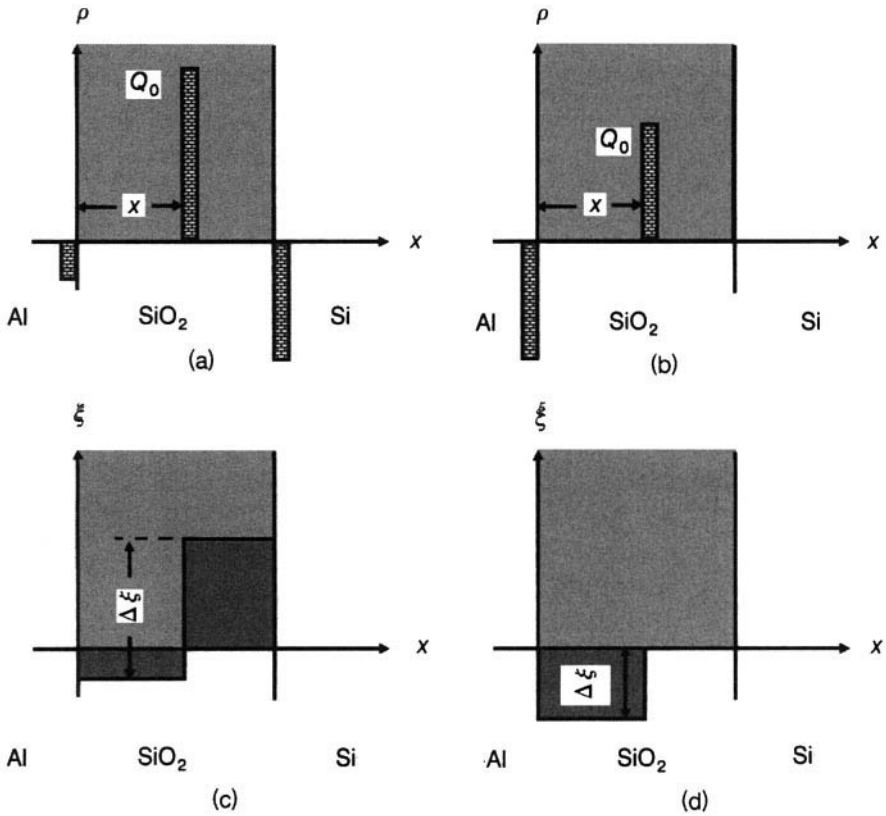 ρ ρ
Q₀ Q₀
x x
x x
Al SiO₂ Si Al SiO₂ Si
(a) (b)
ξ ξ
Δξ Δξ
x x
Al SiO₂ Si Al SiO₂ Si
(c) (d)